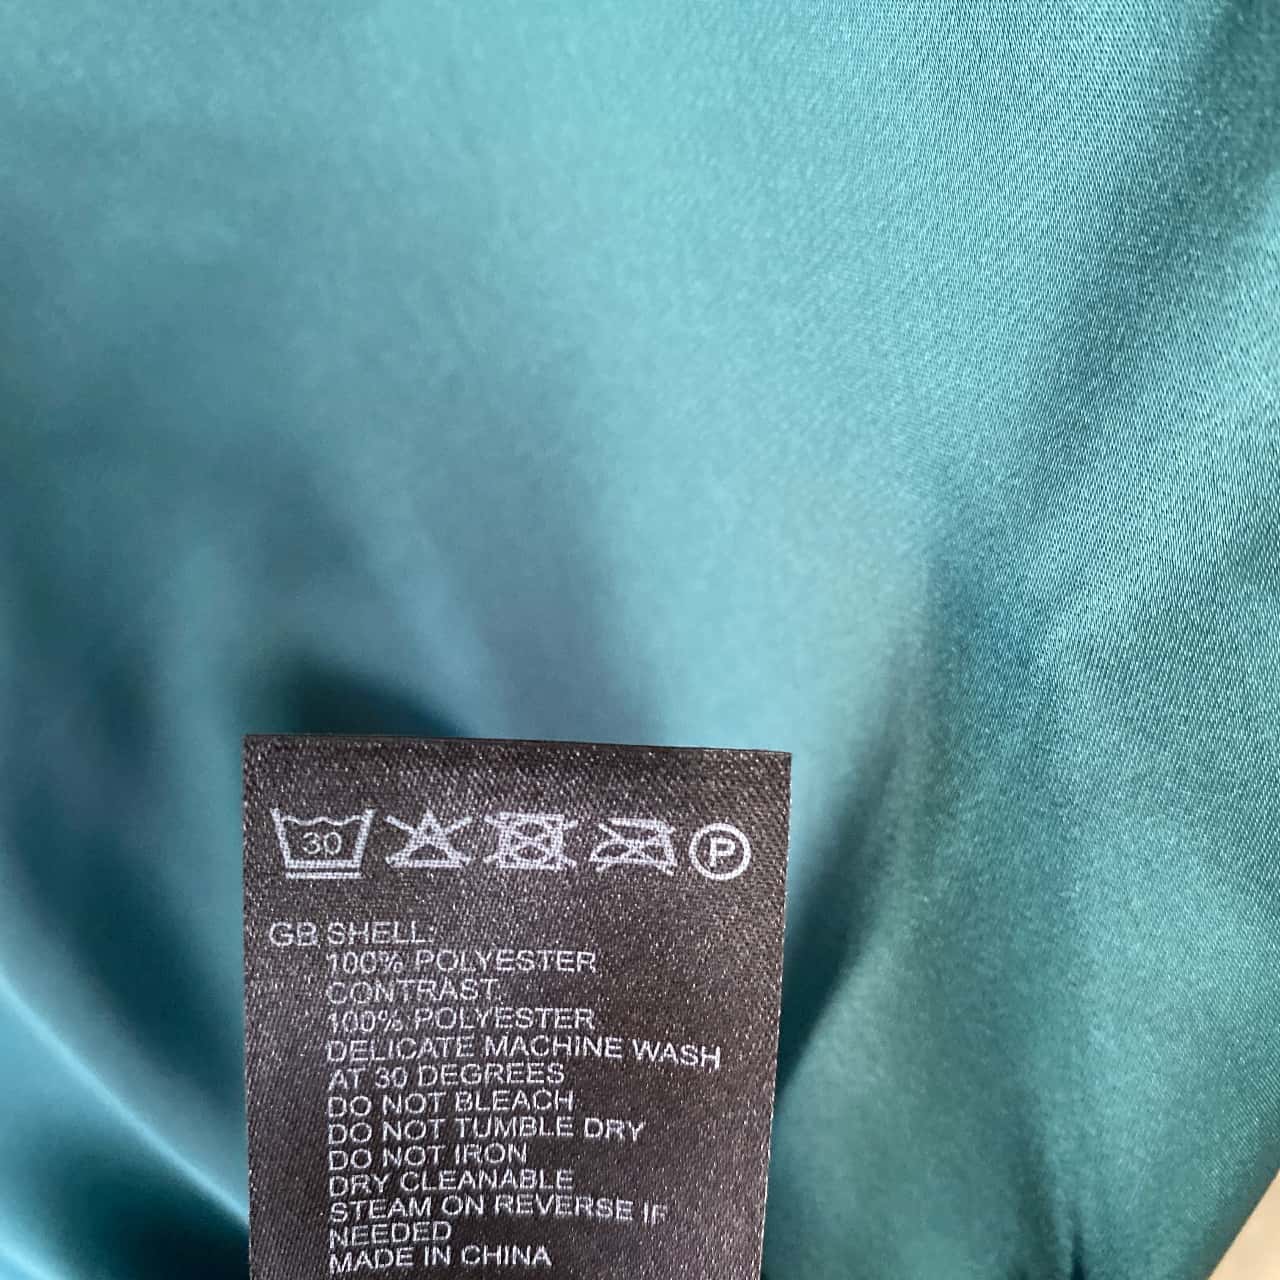 30 P
GB SHELL:
100% POLYESTER
CONTRAST:
100% POLYESTER
DELICATE MACHINE WASH
AT 30 DEGREES
DO NOT BLEACH
DO NOT TUMBLE DRY
DO NOT IRON
DRY CLEANABLE
STEAM ON REVERSE IF
NEEDED
MADE IN CHINA